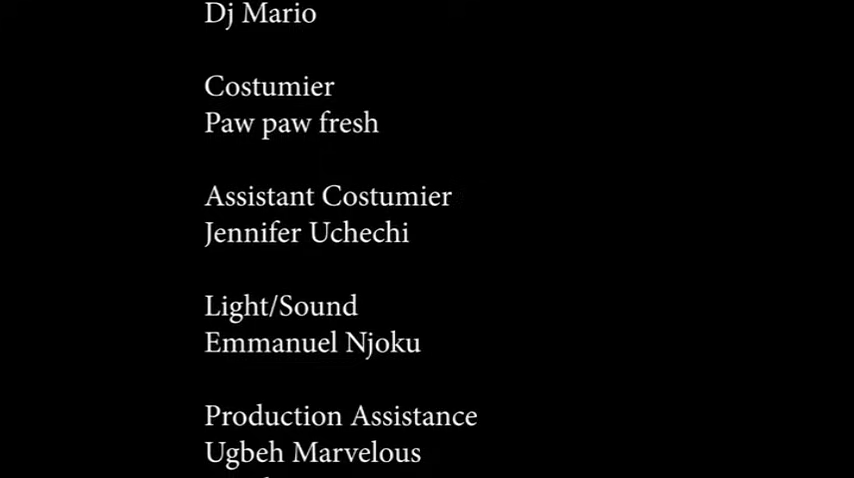 Dj Mario
Costumier
Paw paw fresh
Assistant Costumier
Jennifer Uchechi
Light/Sound
Emmanuel Njoku
Production Assistance
Ugbeh Marvelous